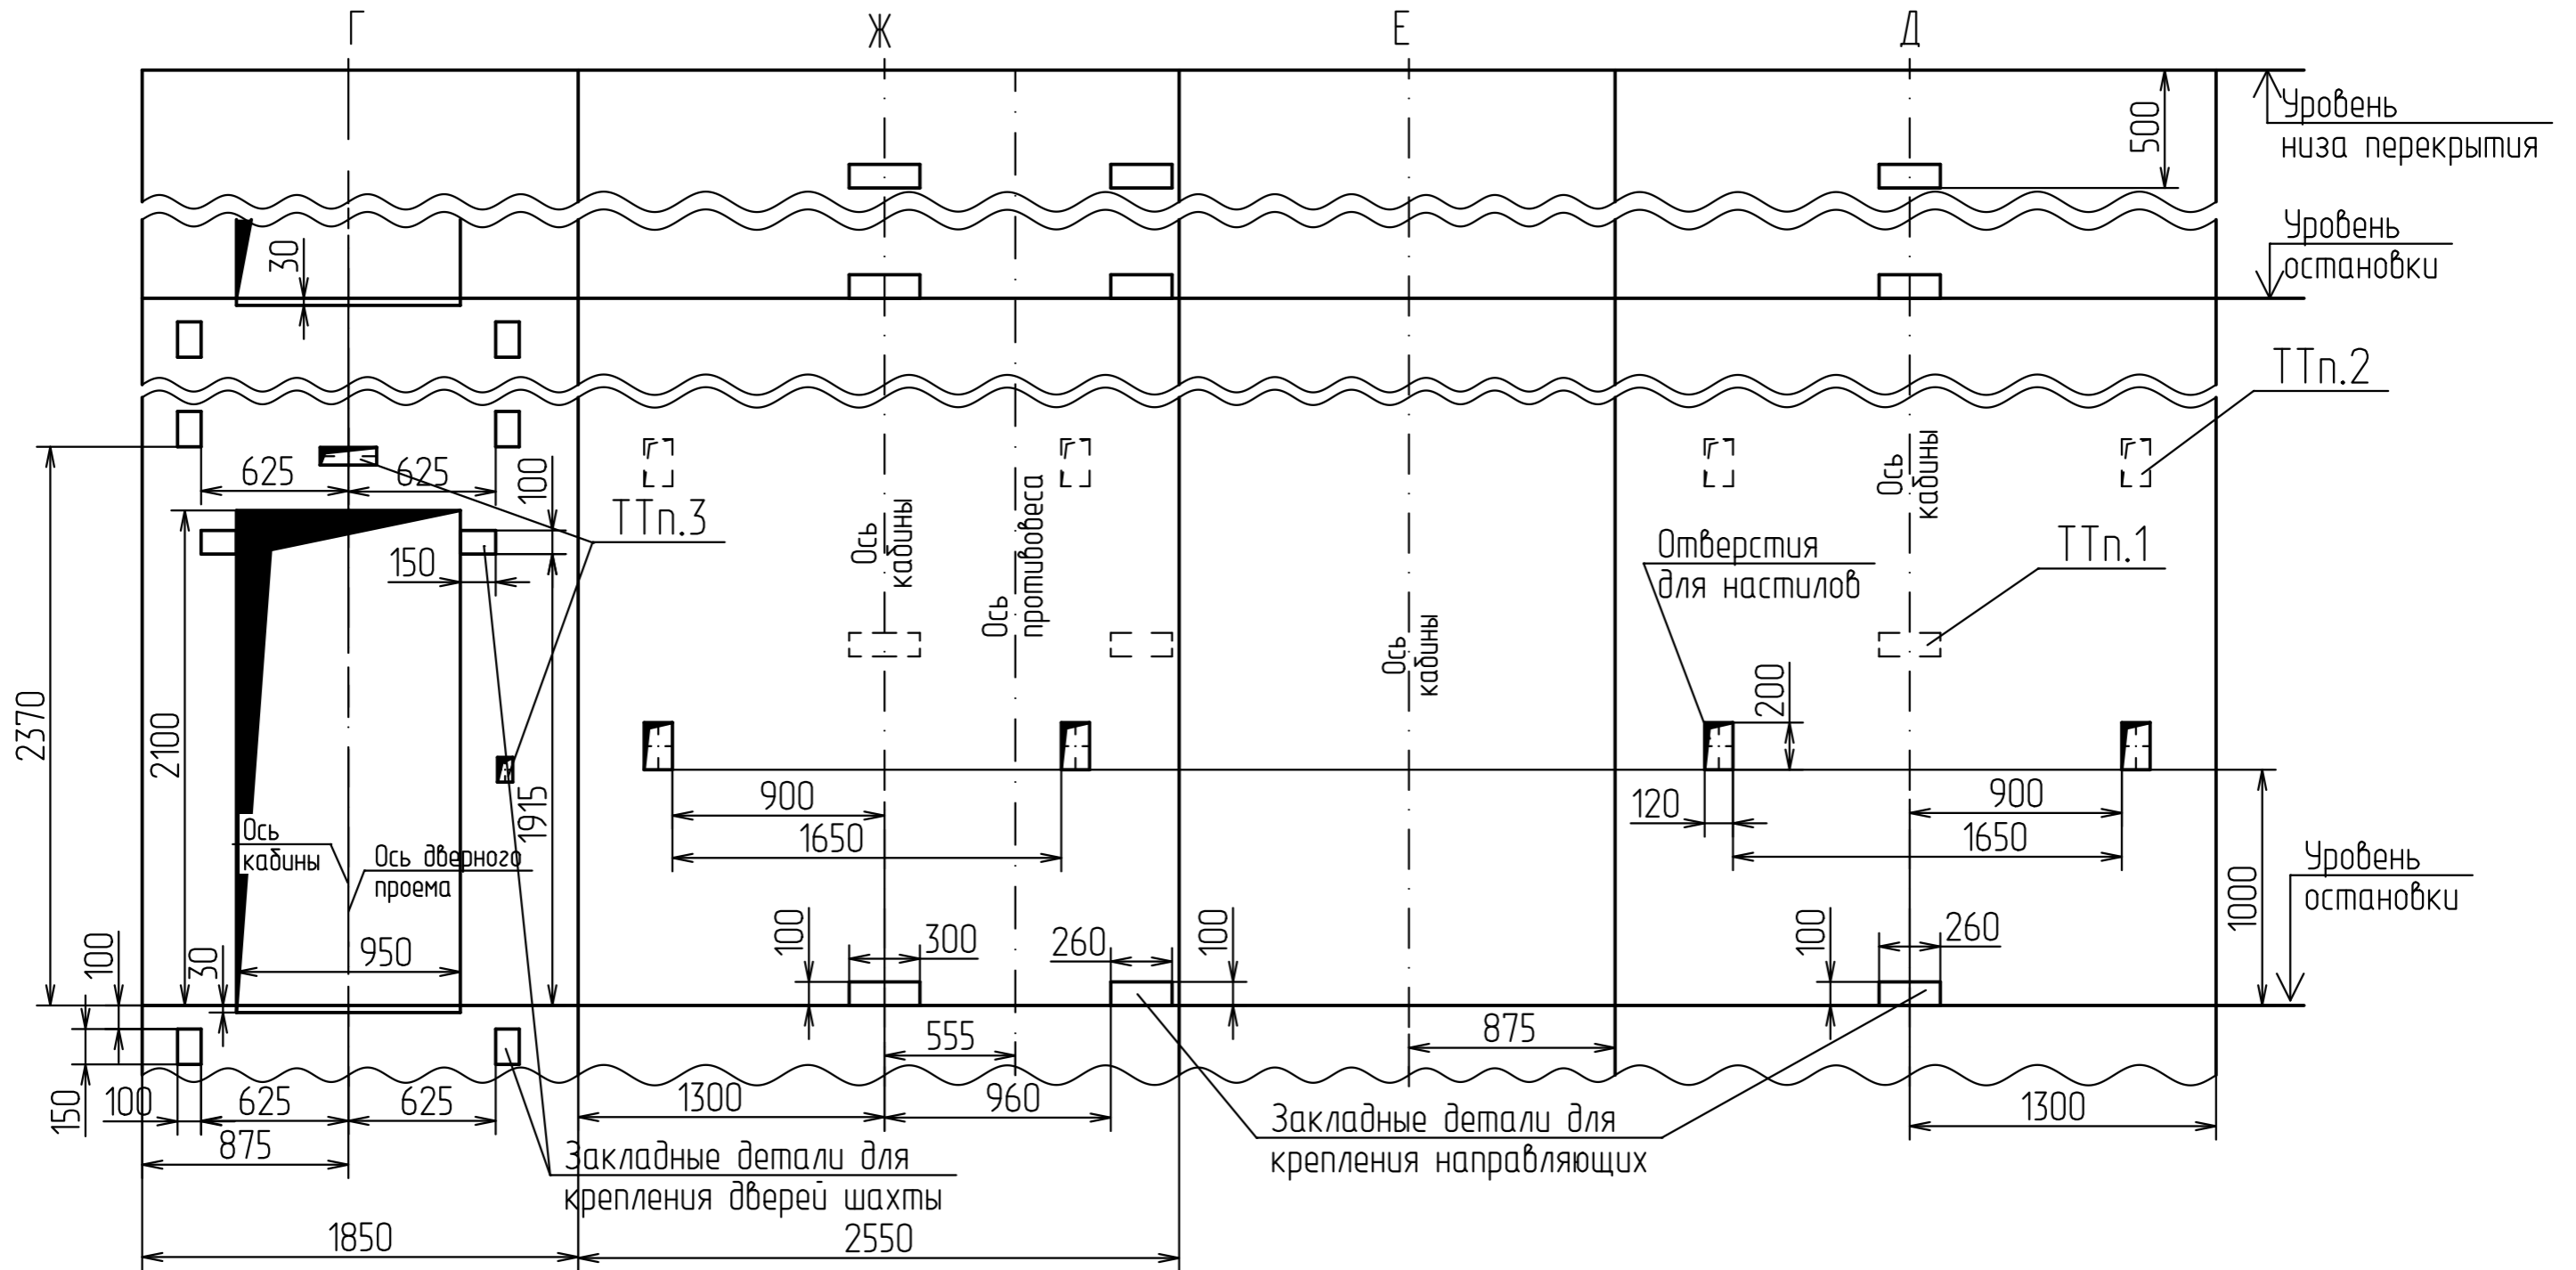 Г
Ж
Е
Д
500
Уровень
низа перекрытия
30
Уровень
остановки
ТТп.2
625
625
100
ТТп.3
150
Ось
кабины
Ось
противовеса
Ось
кабины
Ось
кабины
Отверстия
для настилов
ТТп.1
2370
2100
1915
200
900
1650
120
900
1650
1000
Ось
кабины
Ось дверного
проема
Уровень
остановки
100
30
950
100
300
260
100
100
260
150
100
625
625
875
555
1300
960
875
1300
Закладные детали для
крепления дверей шахты
Закладные детали для
крепления направляющих
1850
2550